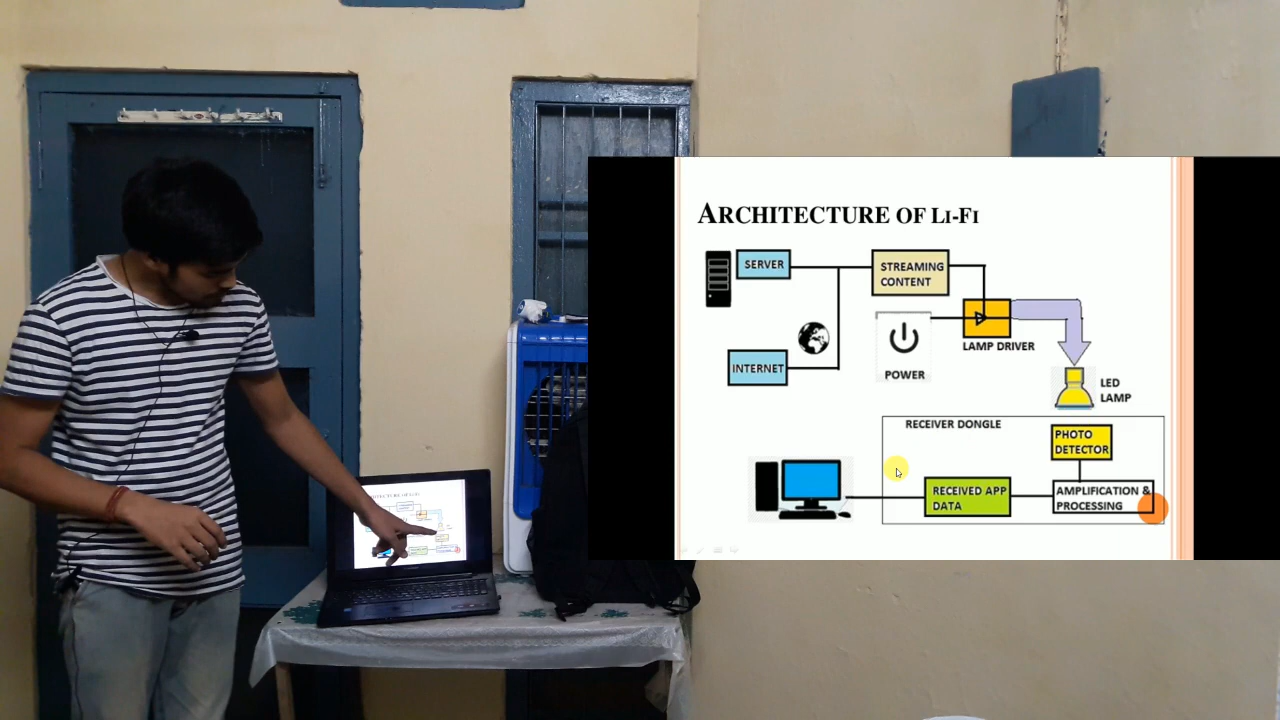 ARCHITECTURE OF LI-FI
SERVER
STREAMING
CONTENT
LAMP DRIVER
POWER
INTERNET
LED
LAMP
RECEIVER DONGLE
PHOTO
DETECTOR
RECEIVED APP
DATA
AMPLIFICATION &
PROCESSING